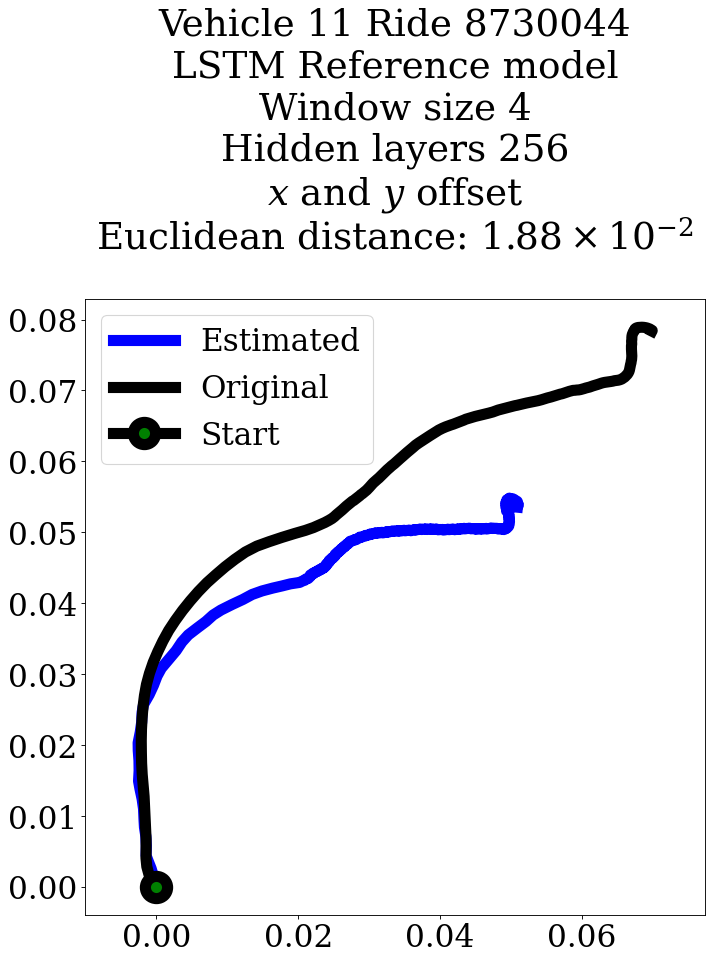 Vehicle 11 Ride 8730044
LSTM Reference model
Window size 4
Hidden layers 256
x and y offset
Euclidean distance: 1.88 × 10⁻²
Estimated
Original
Start
0.08
0.07
0.06
0.05
0.04
0.03
0.02
0.01
0.00
0.00 0.02 0.04 0.06